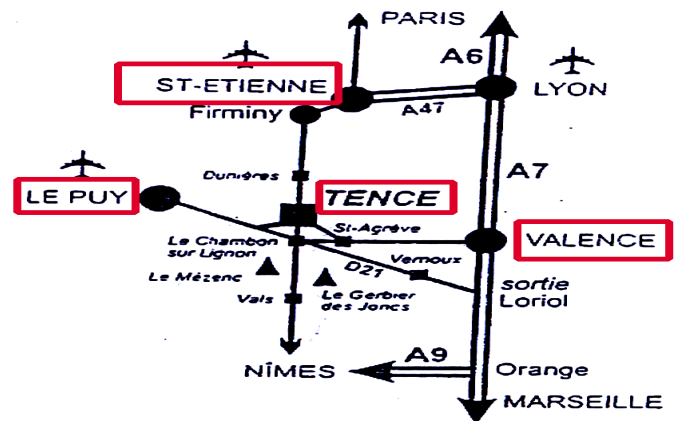 PARIS
A6
ST-ETIENNE
LYON
Firminy
A47
A7
Dunières
LE PUY
TENCE
St-Agrève
Le Chambon
sur Lignon
VALENCE
Vernoux
D21
Le Mézenc
sortie
Loriol
Vals
Le Gerbier
des Joncs
A9
NÎMES
Orange
MARSEILLE